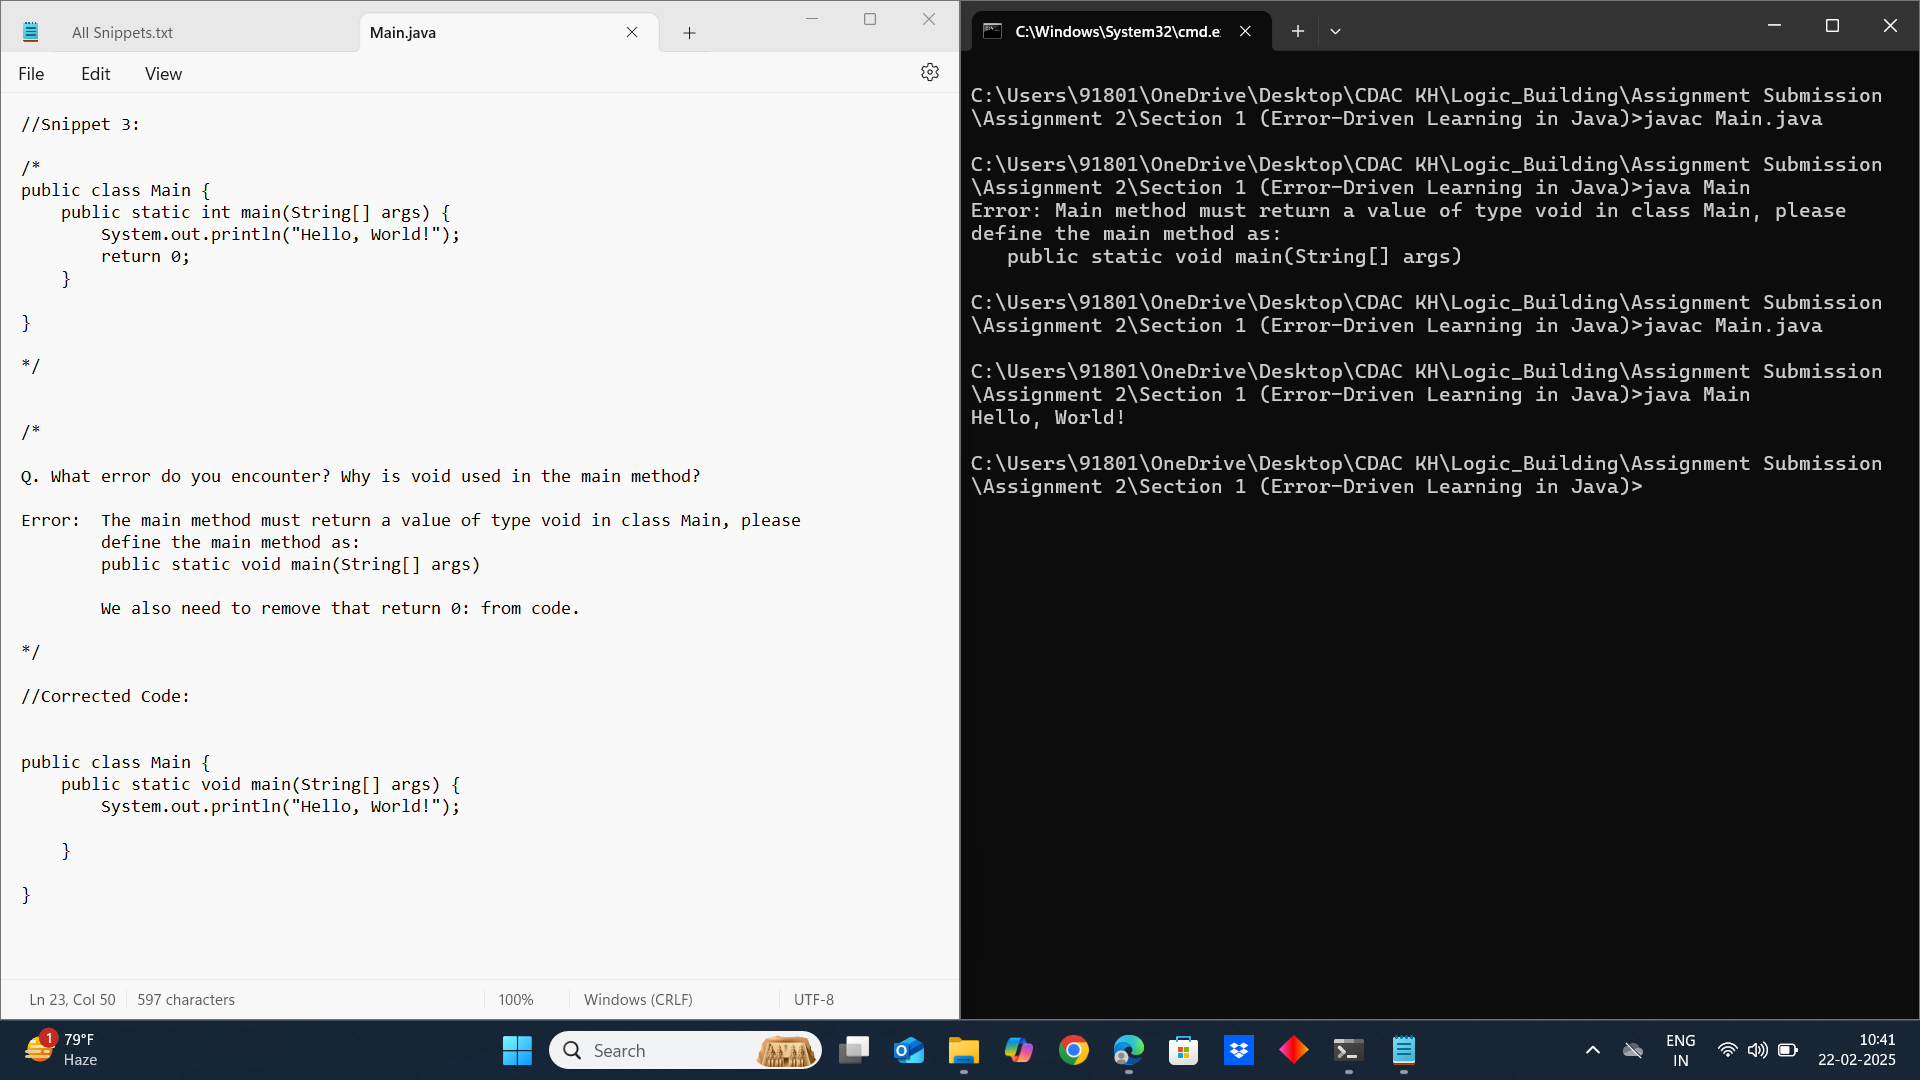 All Snippets.txt
Main.java
File Edit View
//Snippet 3:
/*
public class Main {
    public static int main(String[] args) {
        System.out.println("Hello, World!");
        return 0;
    }
}
*/
/*
Q. What error do you encounter? Why is void used in the main method?
Error:  The main method must return a value of type void in class Main, please
        define the main method as:
        public static void main(String[] args)
        We also need to remove that return 0: from code.
*/
//Corrected Code:
public class Main {
    public static void main(String[] args) {
        System.out.println("Hello, World!");
    }
}
Ln 23, Col 50 597 characters 100% Windows (CRLF) UTF-8
C:\Windows\System32\cmd.e
C:\Users\91801\OneDrive\Desktop\CDAC KH\Logic_Building\Assignment Submission
\Assignment 2\Section 1 (Error-Driven Learning in Java)>javac Main.java
C:\Users\91801\OneDrive\Desktop\CDAC KH\Logic_Building\Assignment Submission
\Assignment 2\Section 1 (Error-Driven Learning in Java)>java Main
Error: Main method must return a value of type void in class Main, please
define the main method as:
   public static void main(String[] args)
C:\Users\91801\OneDrive\Desktop\CDAC KH\Logic_Building\Assignment Submission
\Assignment 2\Section 1 (Error-Driven Learning in Java)>javac Main.java
C:\Users\91801\OneDrive\Desktop\CDAC KH\Logic_Building\Assignment Submission
\Assignment 2\Section 1 (Error-Driven Learning in Java)>java Main
Hello, World!
C:\Users\91801\OneDrive\Desktop\CDAC KH\Logic_Building\Assignment Submission
\Assignment 2\Section 1 (Error-Driven Learning in Java)>
1
79°F
Haze
Search
ENG
IN
10:41
22-02-2025